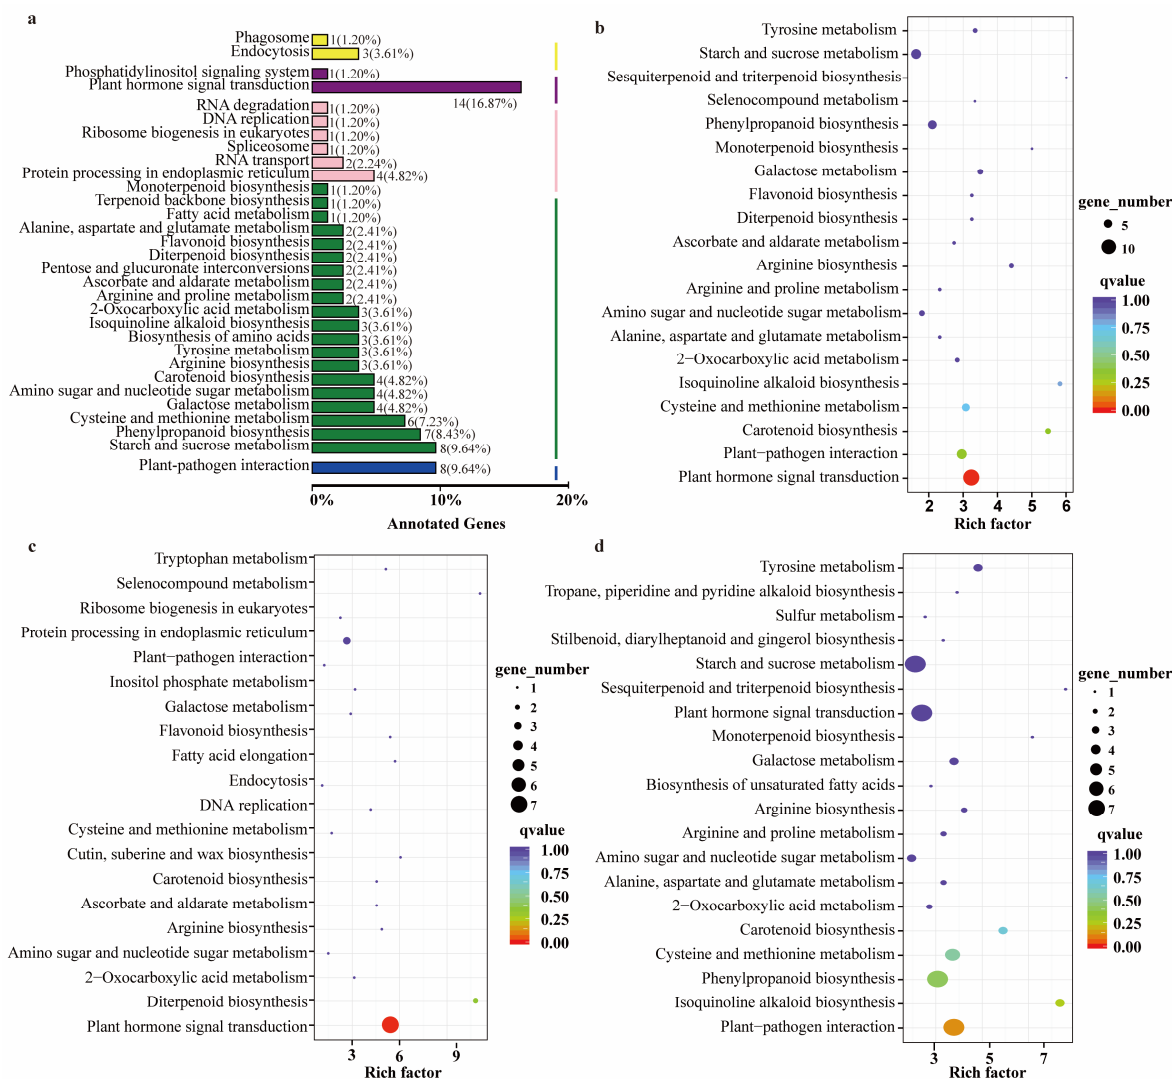 a
Phagosome 1(1.20%)
Endocytosis 3(3.61%)
Phosphatidylinositol signaling system 1(1.20%)
Plant hormone signal transduction
14(16.87%)
RNA degradation 1(1.20%)
DNA replication 1(1.20%)
Ribosome biogenesis in eukaryotes 1(1.20%)
Spliceosome 1(1.20%)
RNA transport 2(2.24%)
Protein processing in endoplasmic reticulum 4(4.82%)
Monoterpenoid biosynthesis 1(1.20%)
Terpenoid backbone biosynthesis 1(1.20%)
Fatty acid metabolism 1(1.20%)
Alanine, aspartate and glutamate metabolism 2(2.41%)
Flavonoid biosynthesis 2(2.41%)
Diterpenoid biosynthesis 2(2.41%)
Pentose and glucuronate interconversions 2(2.41%)
Ascorbate and aldarate metabolism 2(2.41%)
Arginine and proline metabolism 2(2.41%)
2-Oxocarboxylic acid metabolism 3(3.61%)
Isoquinoline alkaloid biosynthesis 3(3.61%)
Biosynthesis of amino acids 3(3.61%)
Tyrosine metabolism 3(3.61%)
Arginine biosynthesis 3(3.61%)
Carotenoid biosynthesis 4(4.82%)
Amino sugar and nucleotide sugar metabolism 4(4.82%)
Galactose metabolism 4(4.82%)
Cysteine and methionine metabolism 6(7.23%)
Phenylpropanoid biosynthesis 7(8.43%)
Starch and sucrose metabolism 8(9.64%)
Plant-pathogen interaction 8(9.64%)
0% 10% 20%
Annotated Genes
b
Tyrosine metabolism
Starch and sucrose metabolism
Sesquiterpenoid and triterpenoid biosynthesis
Selenocompound metabolism
Phenylpropanoid biosynthesis
Monoterpenoid biosynthesis
Galactose metabolism
Flavonoid biosynthesis
Diterpenoid biosynthesis
Ascorbate and aldarate metabolism
Arginine biosynthesis
Arginine and proline metabolism
Amino sugar and nucleotide sugar metabolism
Alanine, aspartate and glutamate metabolism
2−Oxocarboxylic acid metabolism
Isoquinoline alkaloid biosynthesis
Cysteine and methionine metabolism
Carotenoid biosynthesis
Plant−pathogen interaction
Plant hormone signal transduction
2 3 4 5 6
Rich factor
gene_number
5
10
qvalue
1.00
0.75
0.50
0.25
0.00
c
Tryptophan metabolism
Selenocompound metabolism
Ribosome biogenesis in eukaryotes
Protein processing in endoplasmic reticulum
Plant−pathogen interaction
Inositol phosphate metabolism
Galactose metabolism
Flavonoid biosynthesis
Fatty acid elongation
Endocytosis
DNA replication
Cysteine and methionine metabolism
Cutin, suberine and wax biosynthesis
Carotenoid biosynthesis
Ascorbate and aldarate metabolism
Arginine biosynthesis
Amino sugar and nucleotide sugar metabolism
2−Oxocarboxylic acid metabolism
Diterpenoid biosynthesis
Plant hormone signal transduction
3 6 9
Rich factor
gene_number
1
2
3
4
5
6
7
qvalue
1.00
0.75
0.50
0.25
0.00
d
Tyrosine metabolism
Tropane, piperidine and pyridine alkaloid biosynthesis
Sulfur metabolism
Stilbenoid, diarylheptanoid and gingerol biosynthesis
Starch and sucrose metabolism
Sesquiterpenoid and triterpenoid biosynthesis
Plant hormone signal transduction
Monoterpenoid biosynthesis
Galactose metabolism
Biosynthesis of unsaturated fatty acids
Arginine biosynthesis
Arginine and proline metabolism
Amino sugar and nucleotide sugar metabolism
Alanine, aspartate and glutamate metabolism
2−Oxocarboxylic acid metabolism
Carotenoid biosynthesis
Cysteine and methionine metabolism
Phenylpropanoid biosynthesis
Isoquinoline alkaloid biosynthesis
Plant−pathogen interaction
3 5 7
Rich factor
gene_number
1
2
3
4
5
6
7
qvalue
1.00
0.75
0.50
0.25
0.00